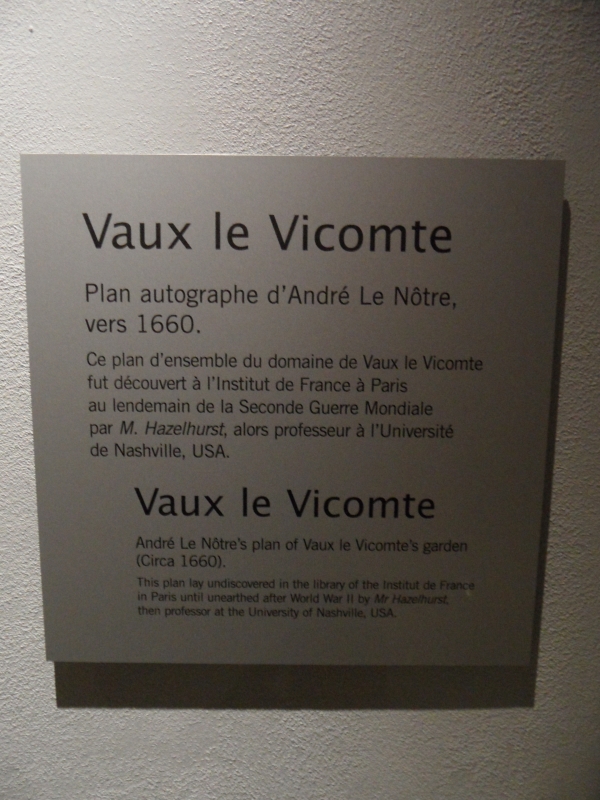 Vaux le Vicomte
Plan autographe d'André Le Nôtre,
vers 1660.
Ce plan d'ensemble du domaine de Vaux le Vicomte
fut découvert à l'Institut de France à Paris
au lendemain de la Seconde Guerre Mondiale
par M. Hazelhurst, alors professeur à l'Université
de Nashville, USA.
Vaux le Vicomte
André Le Nôtre's plan of Vaux le Vicomte's garden
(Circa 1660).
This plan lay undiscovered in the library of the Institut de France
in Paris until unearthed after World War II by Mr Hazelhurst,
then professor at the University of Nashville, USA.